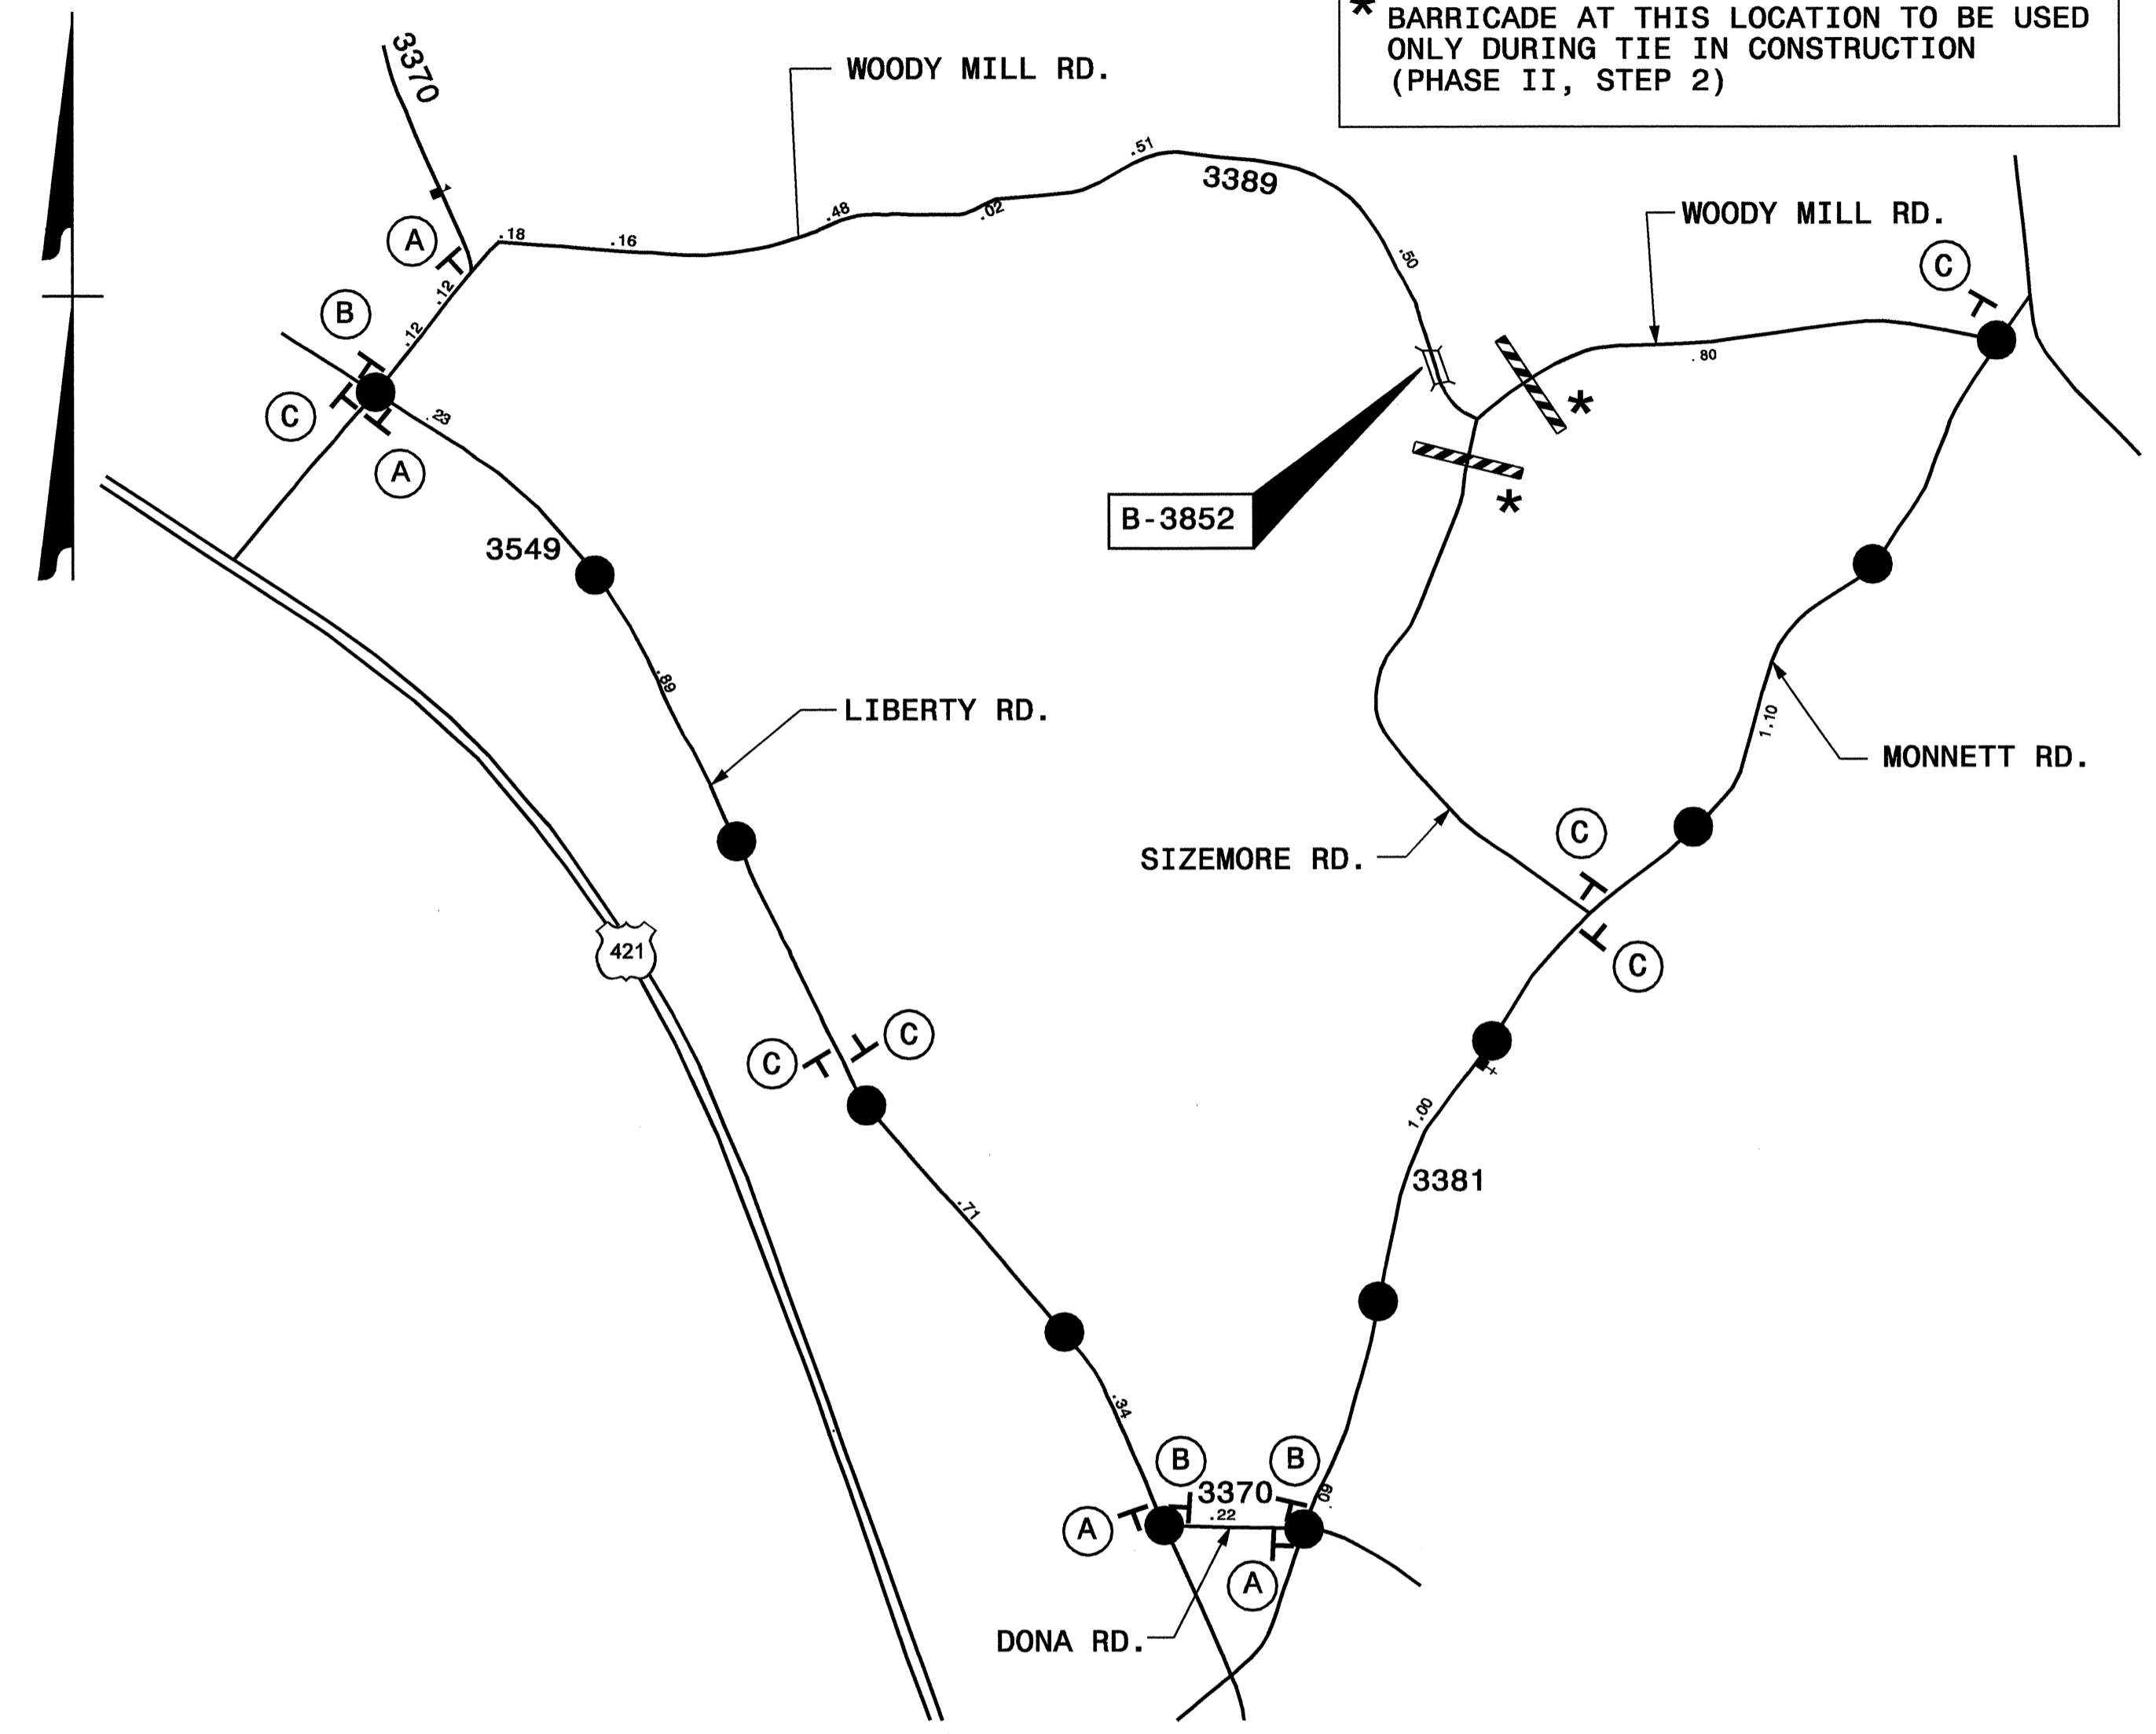 * BARRICADE AT THIS LOCATION TO BE USED
ONLY DURING TIE IN CONSTRUCTION
(PHASE II, STEP 2)
3370
WOODY MILL RD.
.51
3389
.48
.02
WOODY MILL RD.
.18
.16
A
.50
C
.12
B
.12
.80
*
C
.23
A
*
B-3852
3549
.89
LIBERTY RD.
1.10
MONNETT RD.
C
SIZEMORE RD.
421
C
C
C
1.00
3381
.71
.34
B
B
3370
.09
.22
A
A
DONA RD.